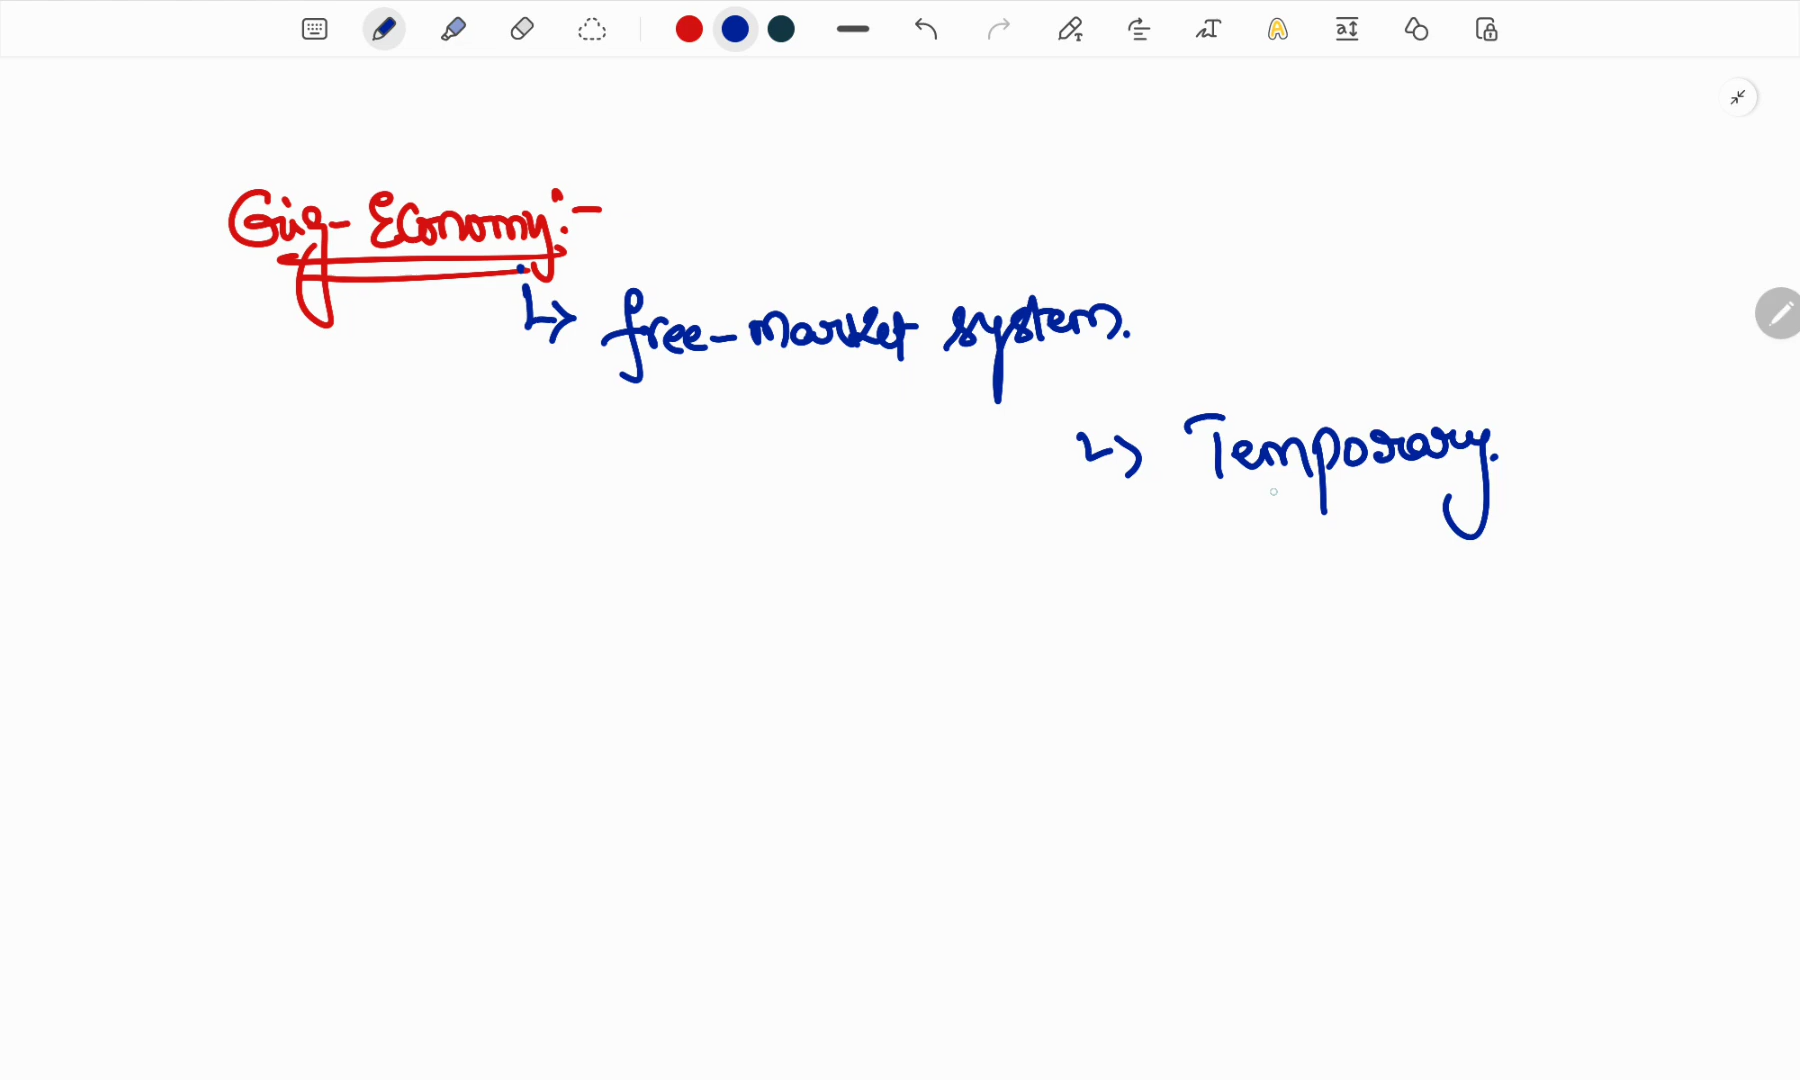 Gig-Economy:-
↳ free-market system.
↳ Temporary.